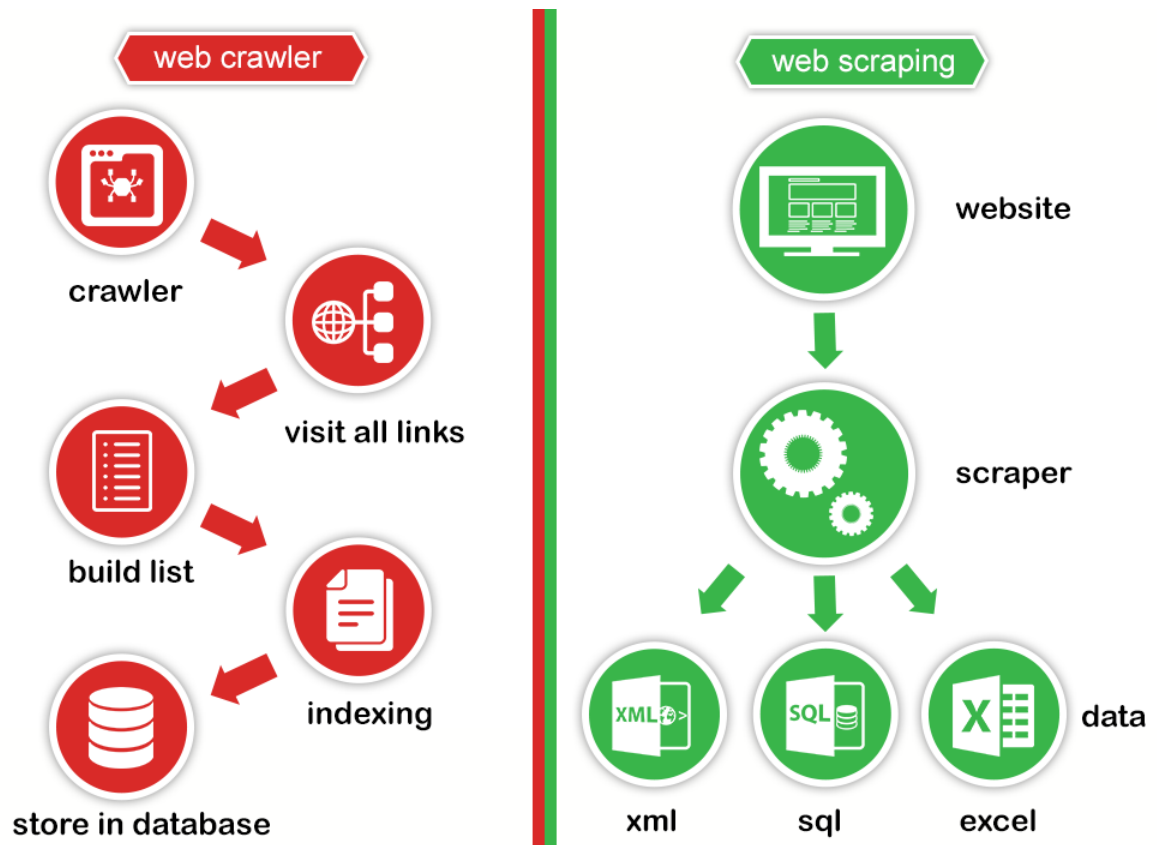 web crawler
crawler
visit all links
build list
indexing
store in database
web scraping
website
scraper
XML
SQL
X
data
xml
sql
excel